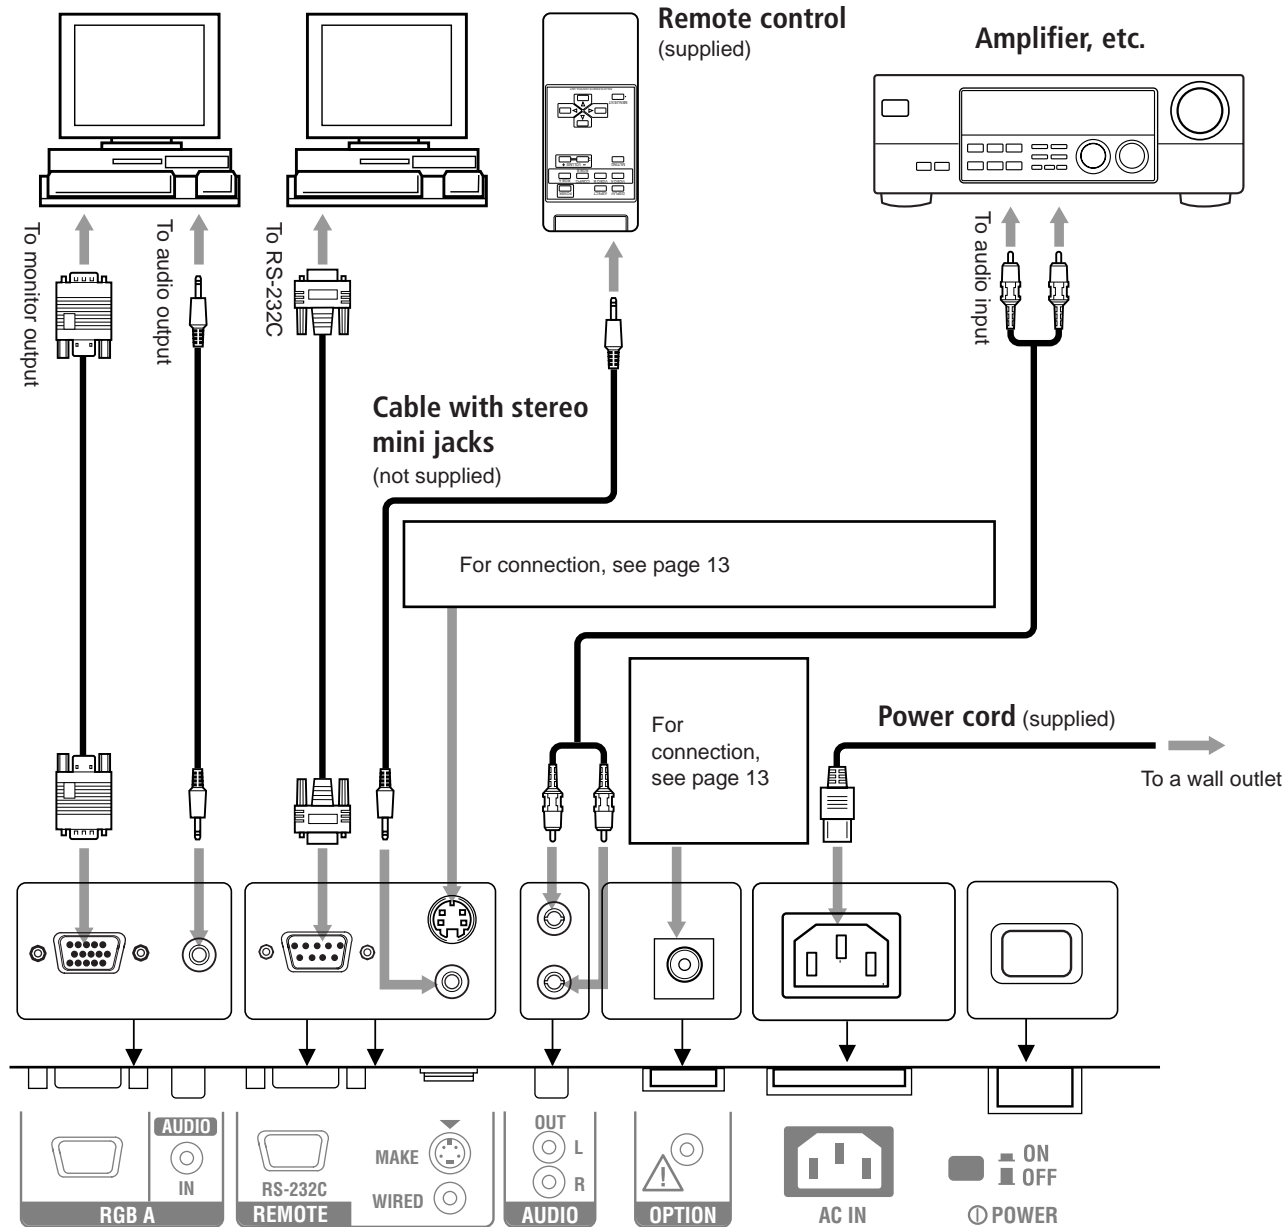 Remote control
(supplied)
Amplifier, etc.
To monitor output
To audio output
To RS-232C
To audio input
Cable with stereo
mini jacks
(not supplied)
For connection, see page 13
For
connection,
see page 13
Power cord (supplied)
To a wall outlet
AUDIO
IN
RGB A
RS-232C
REMOTE
MAKE
WIRED
OUT
L
R
AUDIO
OPTION
AC IN
ON
OFF
POWER